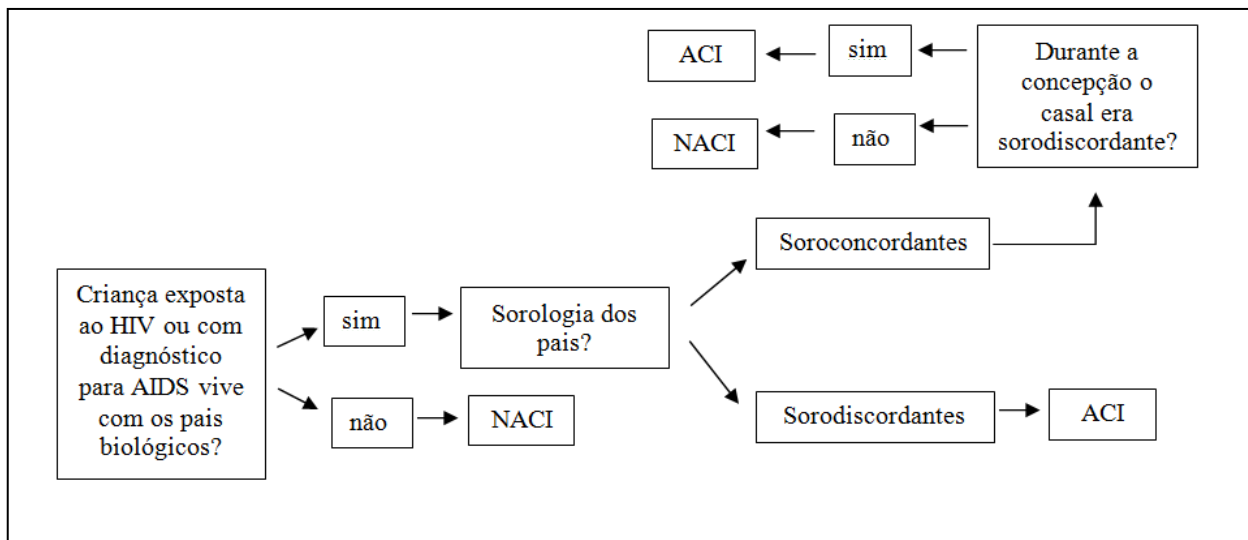 Criança exposta
ao HIV ou com
diagnóstico
para AIDS vive
com os pais
biológicos?
sim
não
NACI
Sorologia dos
pais?
Soroconcordantes
Sorodiscordantes
ACI
Durante a
concepção o
casal era
sorodiscordante?
sim
ACI
não
NACI